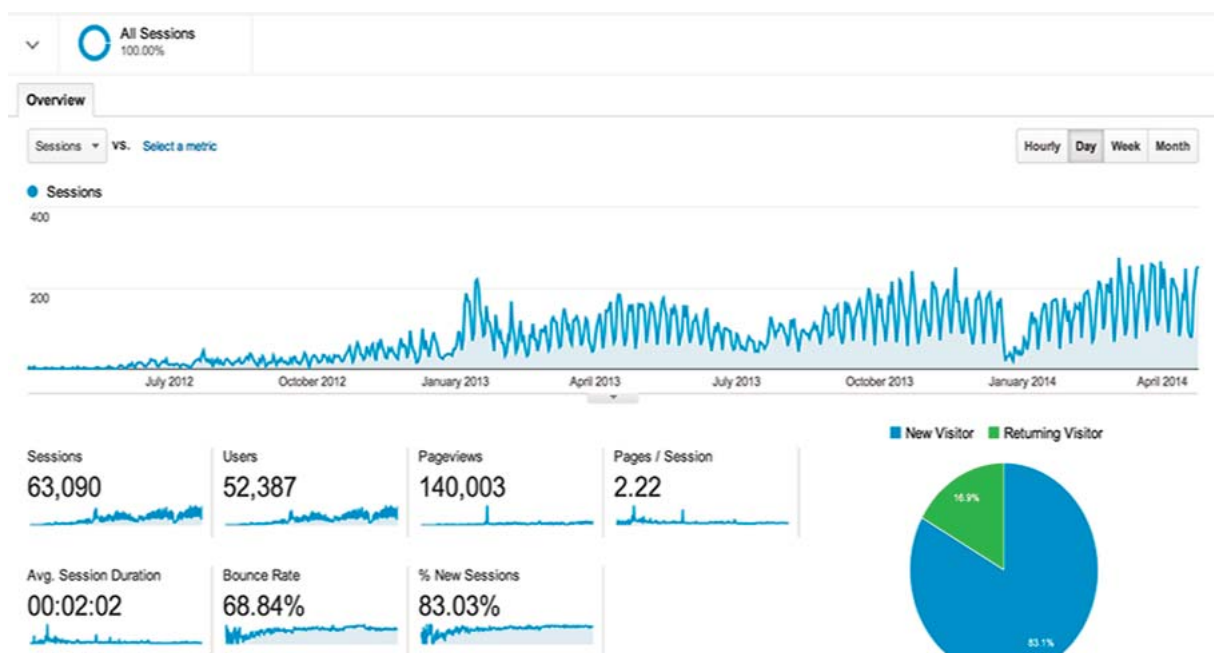 All Sessions
100.00%
Overview
Sessions VS. Select a metric
Hourly Day Week Month
Sessions
400
200
July 2012 October 2012 January 2013 April 2013 July 2013 October 2013 January 2014 April 2014
New Visitor Returning Visitor
Sessions Users Pageviews Pages / Session
63,090 52,387 140,003 2.22
16.9%
Avg. Session Duration Bounce Rate % New Sessions
00:02:02 68.84% 83.03%
83.1%